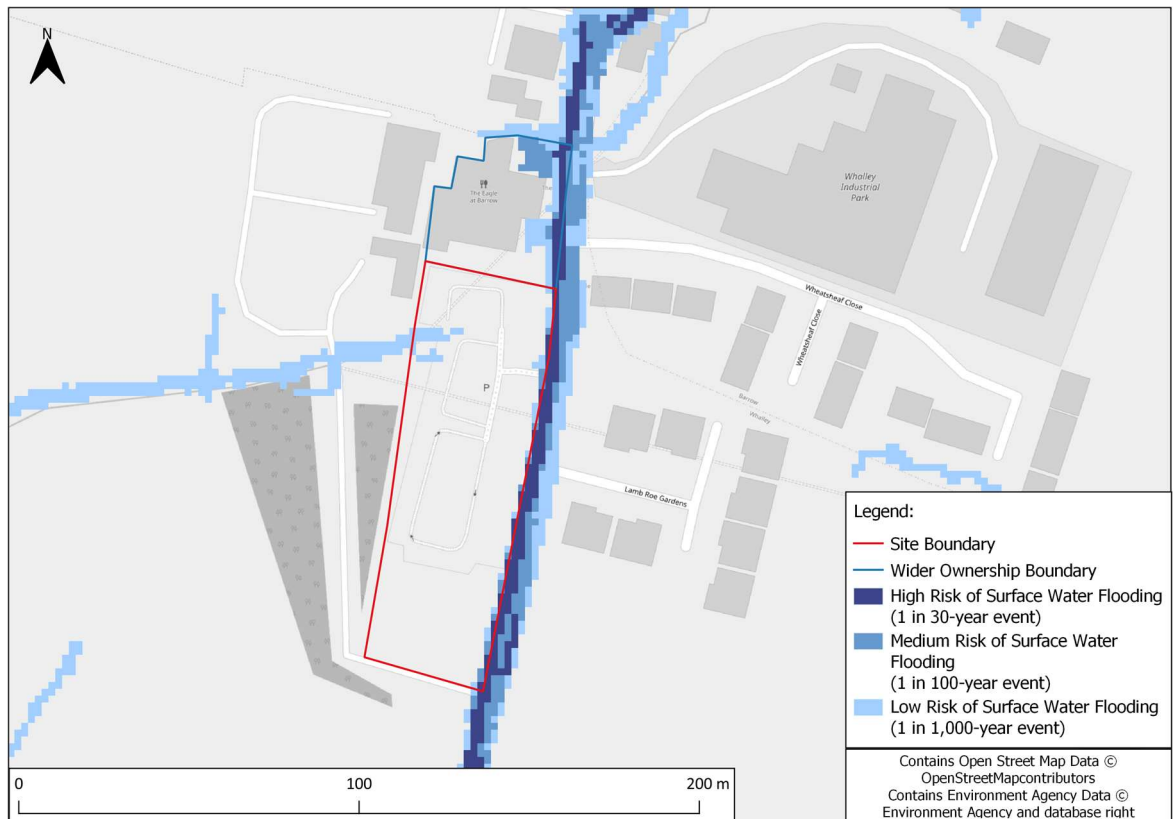 N
The Eagle
at Barrow
Whalley
Industrial
Park
Wheatsheaf Close
Wheatsheaf Close
P
Barrow
Whalley
Lamb Roe Gardens
Legend:
Site Boundary
Wider Ownership Boundary
High Risk of Surface Water Flooding
(1 in 30-year event)
Medium Risk of Surface Water
Flooding
(1 in 100-year event)
Low Risk of Surface Water Flooding
(1 in 1,000-year event)
Contains Open Street Map Data ©
OpenStreetMapcontributors
Contains Environment Agency Data ©
Environment Agency and database right
0 100 200 m